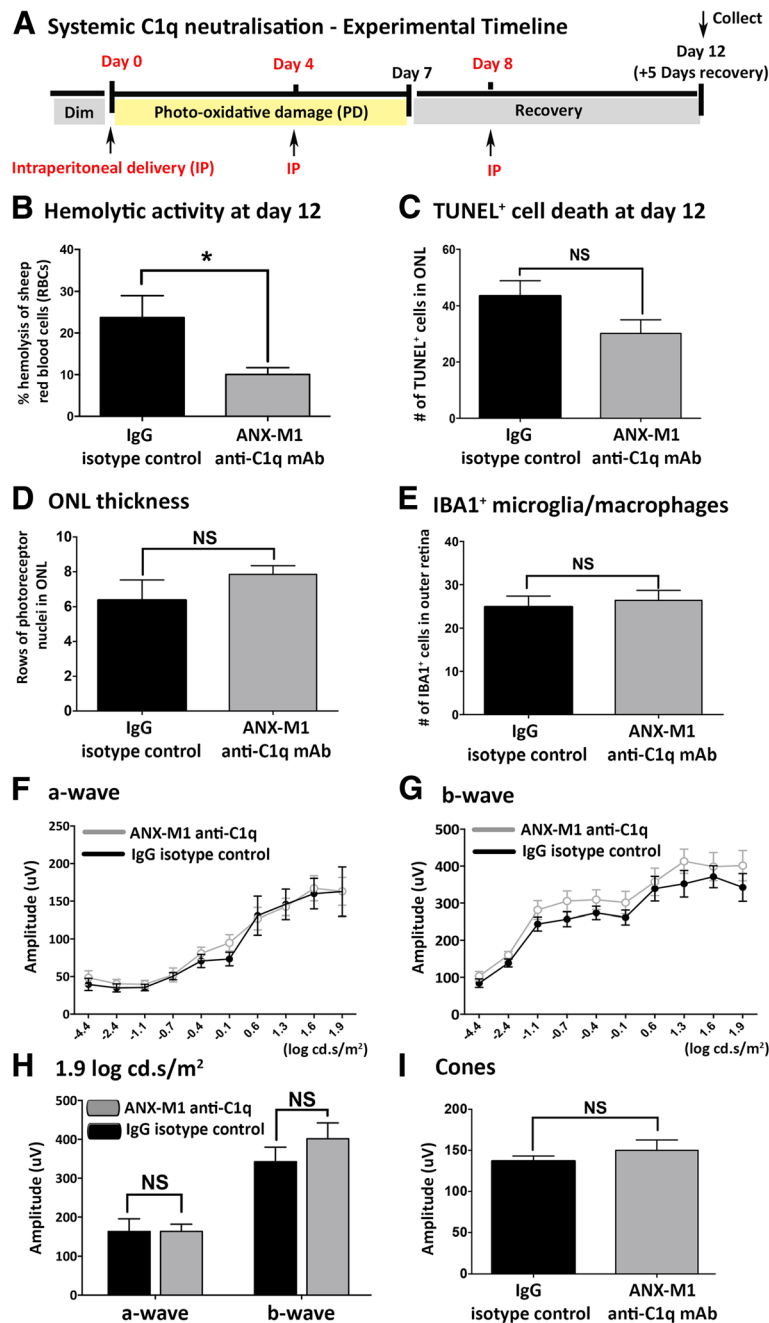 A Systemic C1q neutralisation - Experimental Timeline
Collect
Day 0
Day 4
Day 7
Day 8
Day 12
(+5 Days recovery)
Dim
Photo-oxidative damage (PD)
Recovery
Intraperitoneal delivery (IP)
IP
IP
B Hemolytic activity at day 12
% hemolysis of sheep
red blood cells (RBCs)
40
30
20
10
0
*
IgG
isotype control
ANX-M1
anti-C1q mAb
C TUNEL+ cell death at day 12
# of TUNEL+ cells in ONL
60
40
20
0
NS
IgG
isotype control
ANX-M1
anti-C1q mAb
D ONL thickness
Rows of photoreceptor
nuclei in ONL
10
8
6
4
2
0
NS
IgG
isotype control
ANX-M1
anti-C1q mAb
E IBA1+ microglia/macrophages
# of IBA1+ cells in outer retina
40
30
20
10
0
NS
IgG
isotype control
ANX-M1
anti-C1q mAb
F a-wave
Amplitude (uV)
250
200
150
100
50
0
ANX-M1 anti-C1q
IgG isotype control
-4.4
-2.4
-1.1
-0.7
-0.4
-0.1
0.6
1.3
1.6
1.9
(log cd.s/m2)
G b-wave
Amplitude (uV)
500
400
300
200
100
0
ANX-M1 anti-C1q
IgG isotype control
-4.4
-2.4
-1.1
-0.7
-0.4
-0.1
0.6
1.3
1.6
1.9
(log cd.s/m2)
H 1.9 log cd.s/m2
Amplitude (uV)
500
400
300
200
100
0
ANX-M1 anti-C1q
IgG isotype control
NS
NS
a-wave
b-wave
I Cones
Amplitude (uV)
200
150
150
50
0
NS
IgG
isotype control
ANX-M1
anti-C1q mAb